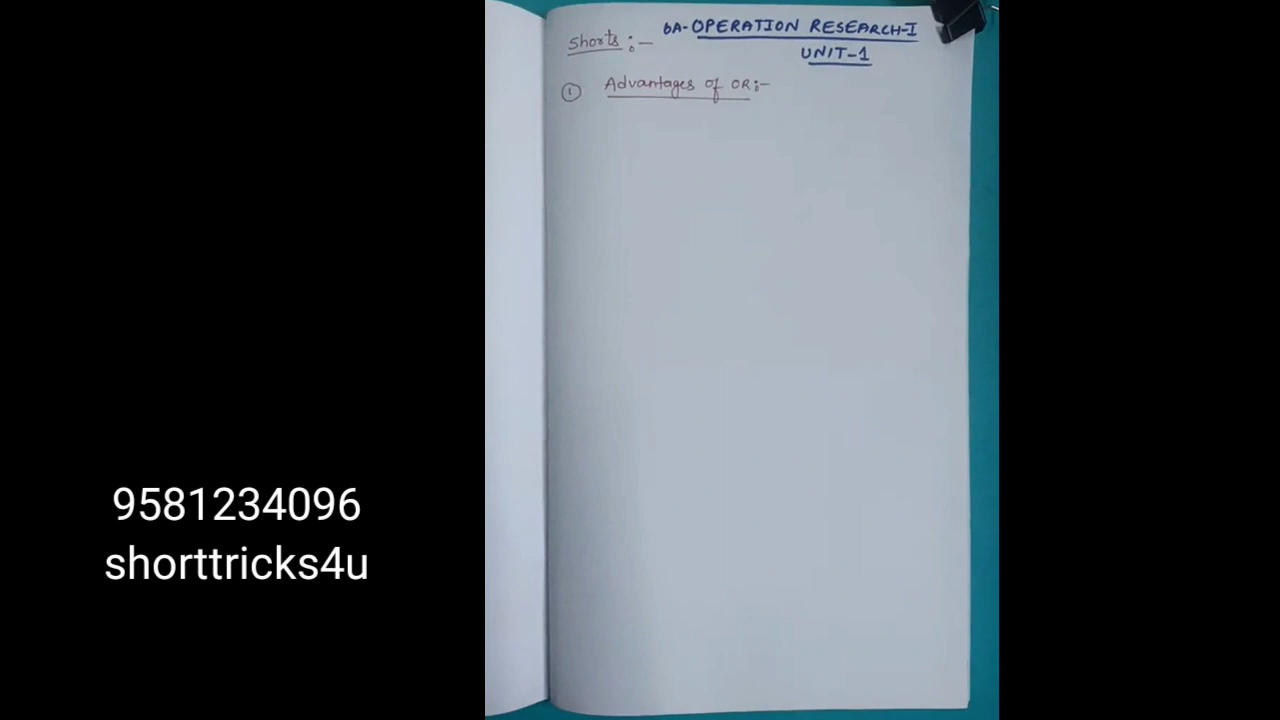 6A-OPERATION RESEARCH-I
UNIT-1
Shorts :-
① Advantages of OR:-
9581234096
shorttricks4u